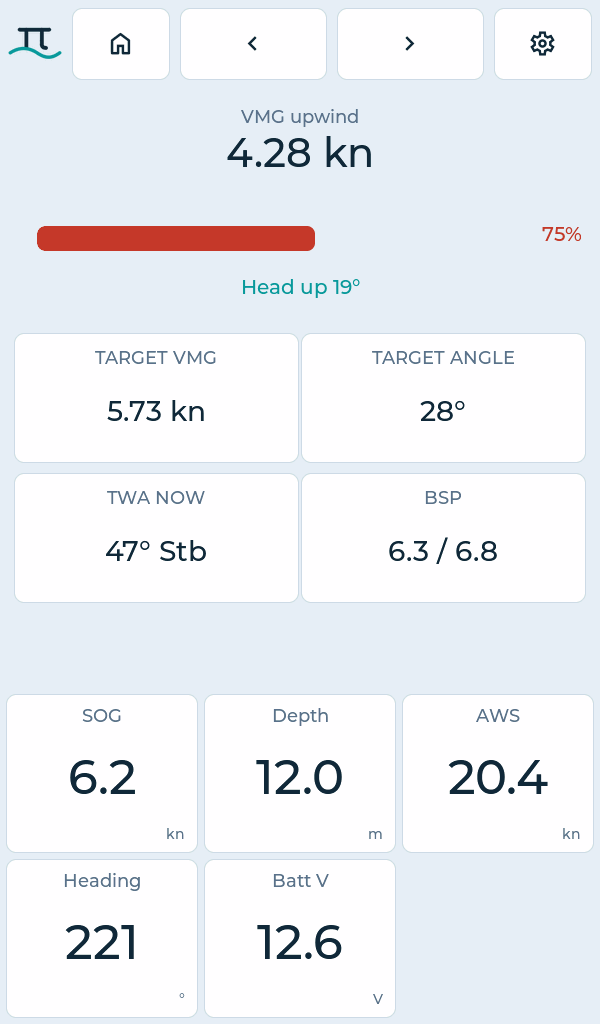 VMG upwind
4.28 kn
75%
Head up 19°
TARGET VMG
5.73 kn
TARGET ANGLE
28°
TWA NOW
47° Stb
BSP
6.3 / 6.8
SOG
6.2
kn
Depth
12.0
m
AWS
20.4
kn
Heading
221
°
Batt V
12.6
V